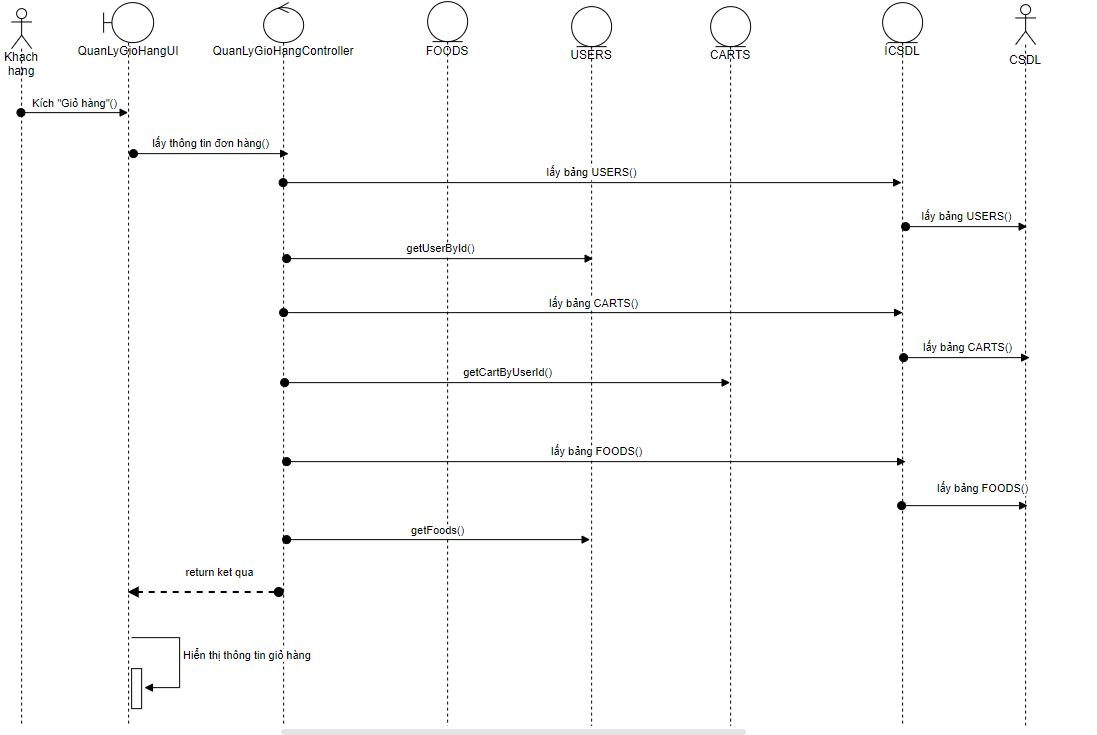 Khách
hang
QuanLyGioHangUI
QuanLyGioHangController
FOODS
USERS
CARTS
ICSDL
CSDL
Kích "Giỏ hàng"()
lấy thông tin đơn hàng()
lấy bảng USERS()
lấy bảng USERS()
getUserById()
lấy bảng CARTS()
lấy bảng CARTS()
getCartByUserId()
lấy bảng FOODS()
lấy bảng FOODS()
getFoods()
return ket qua
Hiển thị thông tin giỏ hàng